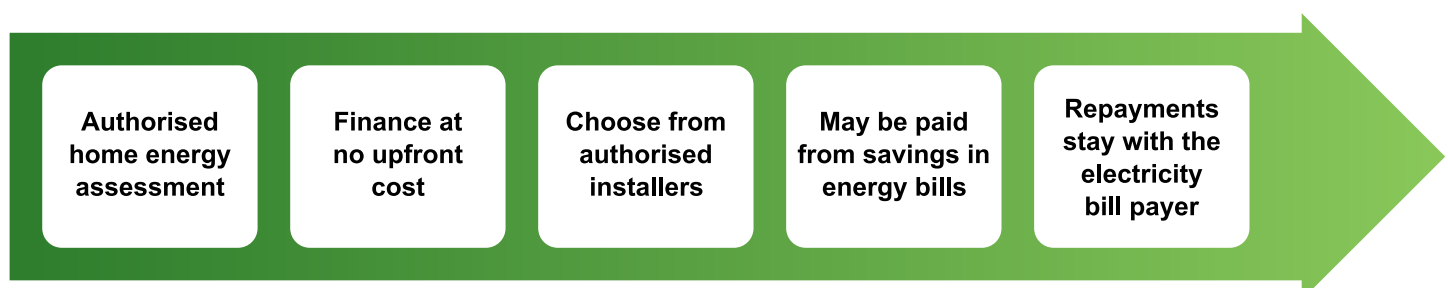 Authorised
home energy
assessment
Finance at
no upfront
cost
Choose from
authorised
installers
May be paid
from savings in
energy bills
Repayments
stay with the
electricity
bill payer